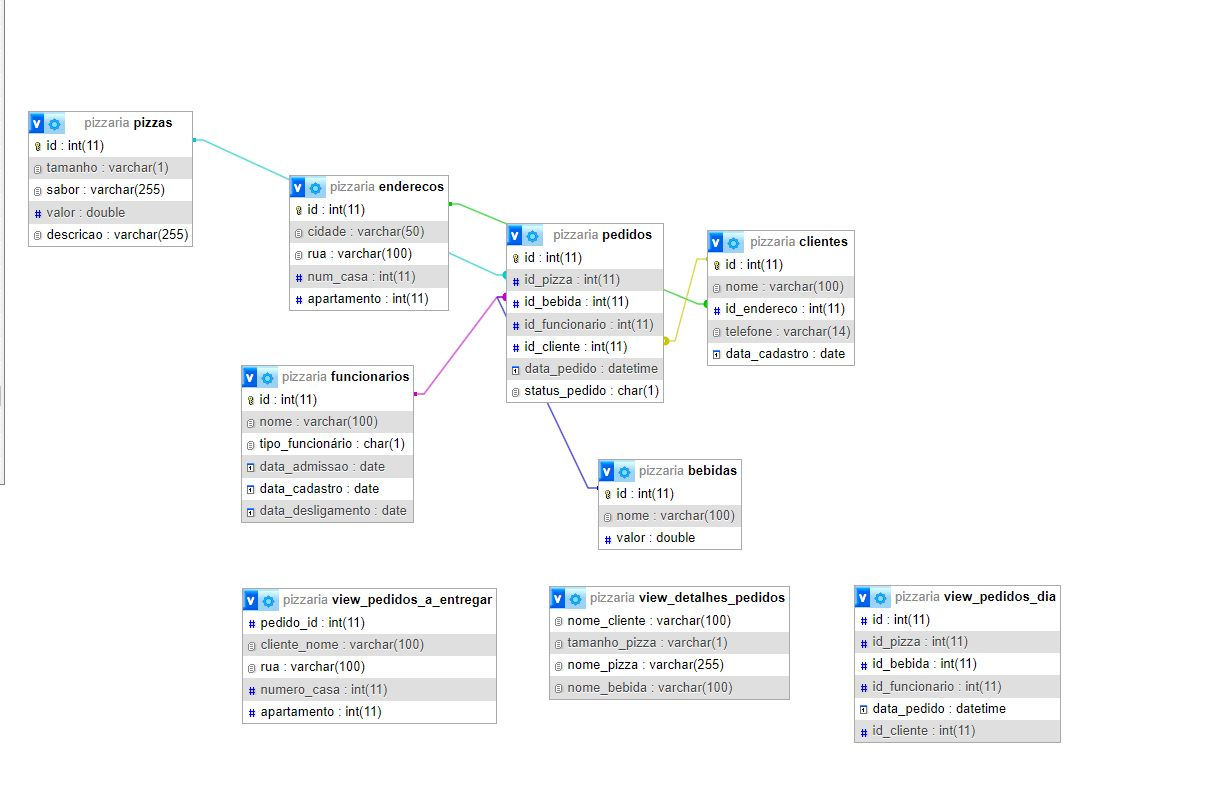 pizzaria pizzas
id : int(11)
tamanho : varchar(1)
sabor : varchar(255)
valor : double
descricao : varchar(255)
pizzaria enderecos
id : int(11)
cidade : varchar(50)
rua : varchar(100)
num_casa : int(11)
apartamento : int(11)
pizzaria pedidos
id : int(11)
id_pizza : int(11)
id_bebida : int(11)
id_funcionario : int(11)
id_cliente : int(11)
data_pedido : datetime
status_pedido : char(1)
pizzaria clientes
id : int(11)
nome : varchar(100)
id_endereco : int(11)
telefone : varchar(14)
data_cadastro : date
pizzaria funcionarios
id : int(11)
nome : varchar(100)
tipo_funcionário : char(1)
data_admissao : date
data_cadastro : date
data_desligamento : date
pizzaria bebidas
id : int(11)
nome : varchar(100)
valor : double
pizzaria view_pedidos_a_entregar
pedido_id : int(11)
cliente_nome : varchar(100)
rua : varchar(100)
numero_casa : int(11)
apartamento : int(11)
pizzaria view_detalhes_pedidos
nome_cliente : varchar(100)
tamanho_pizza : varchar(1)
nome_pizza : varchar(255)
nome_bebida : varchar(100)
pizzaria view_pedidos_dia
id : int(11)
id_pizza : int(11)
id_bebida : int(11)
id_funcionario : int(11)
data_pedido : datetime
id_cliente : int(11)